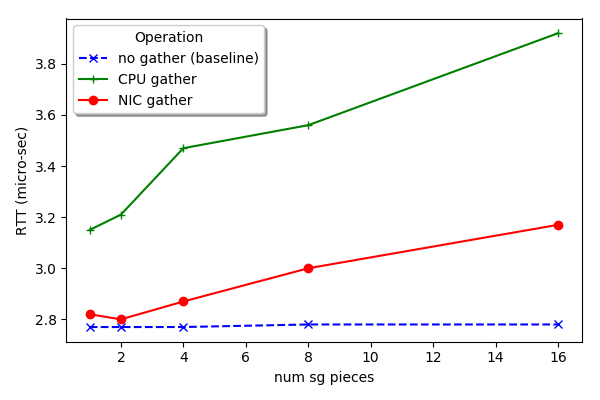 Operation
no gather (baseline)
CPU gather
NIC gather
RTT (micro-sec)
3.8
3.6
3.4
3.2
3.0
2.8
2 4 6 8 10 12 14 16
num sg pieces